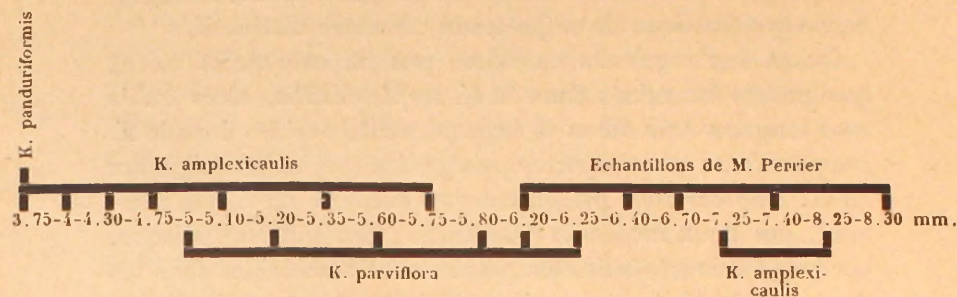 K. panduriformis
K. amplexicaulis
Echantillons de M. Perrier
3.75-4-4.30-4.75-5-5.10-5.20-5.35-5.60-5.75-5.80-6.20-6.25-6.40-6.70-7.25-7.40-8.25-8.30 mm.
K. parviflora
K. amplexi-
caulis